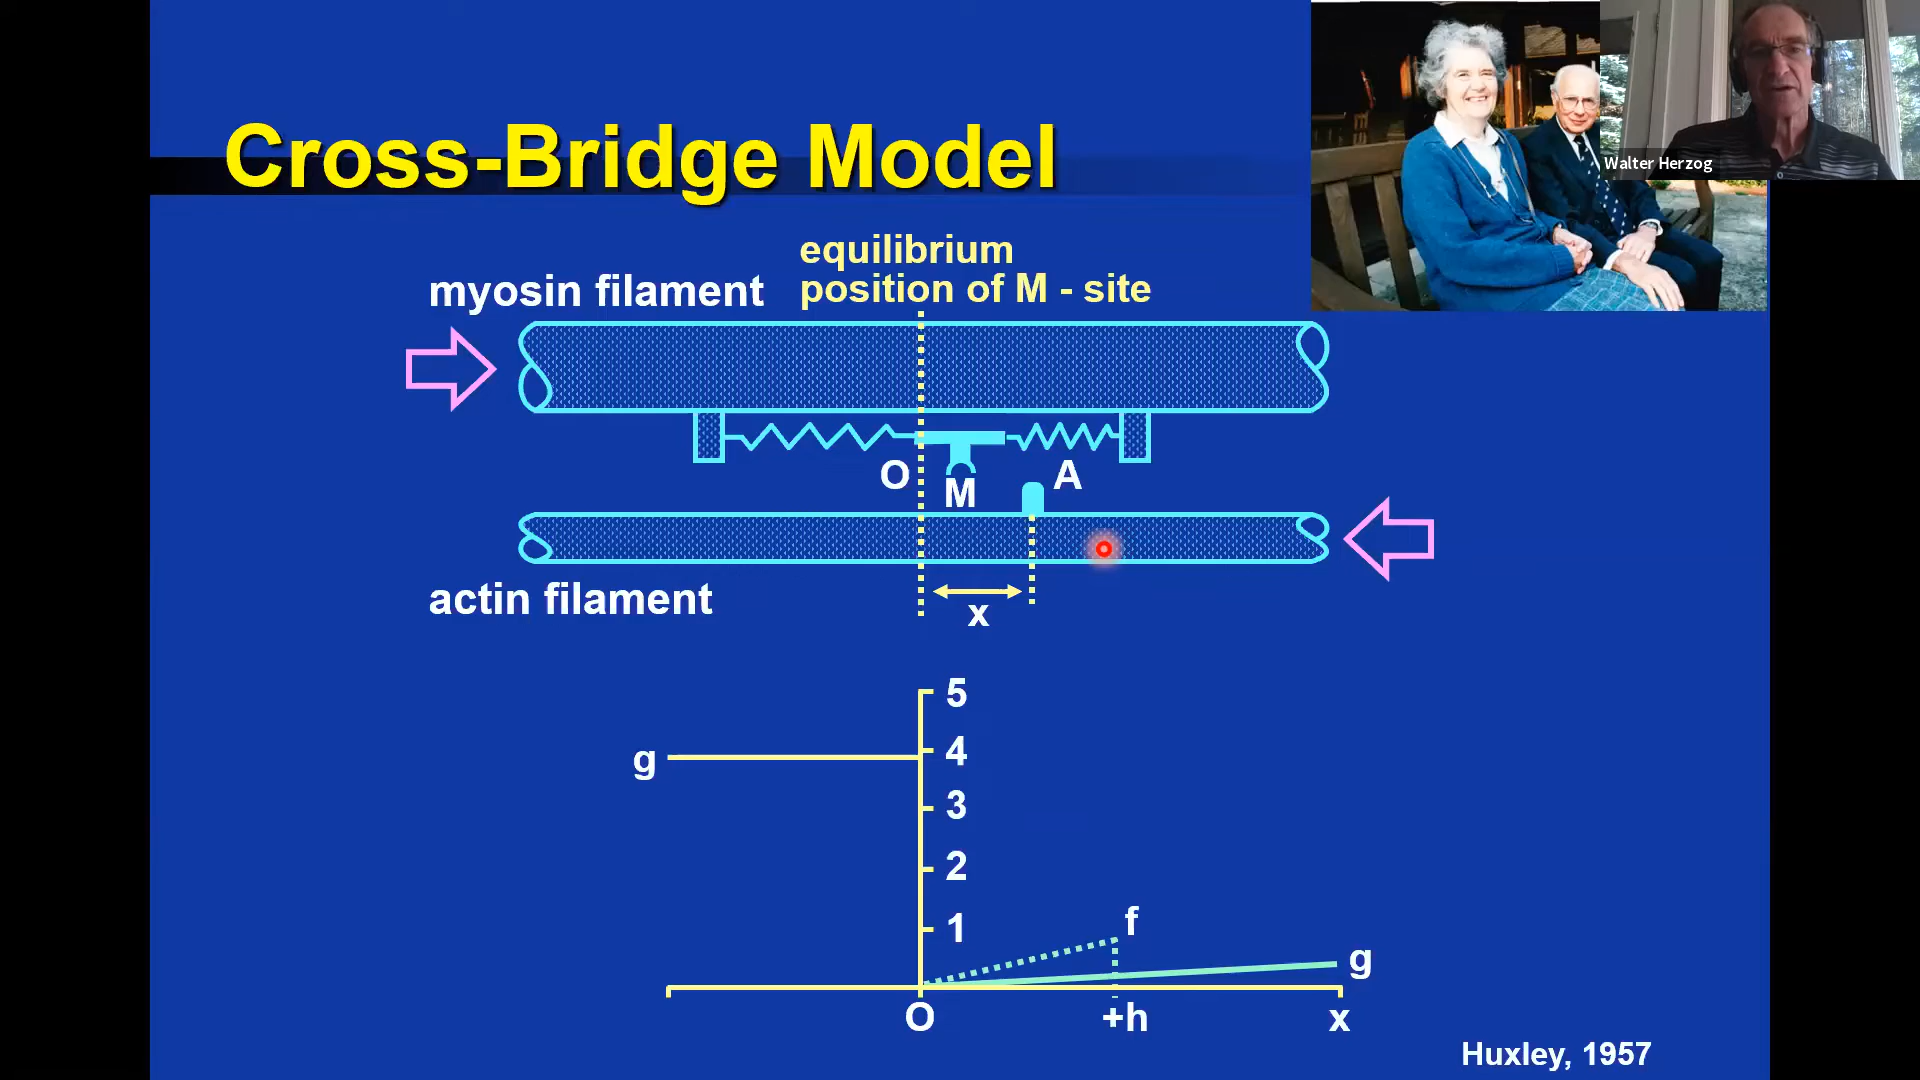 Walter Herzog
Cross-Bridge Model
equilibrium
position of M - site
myosin filament
O
M
A
x
actin filament
5
4
3
2
1
g
f
g
O
+h
x
Huxley, 1957